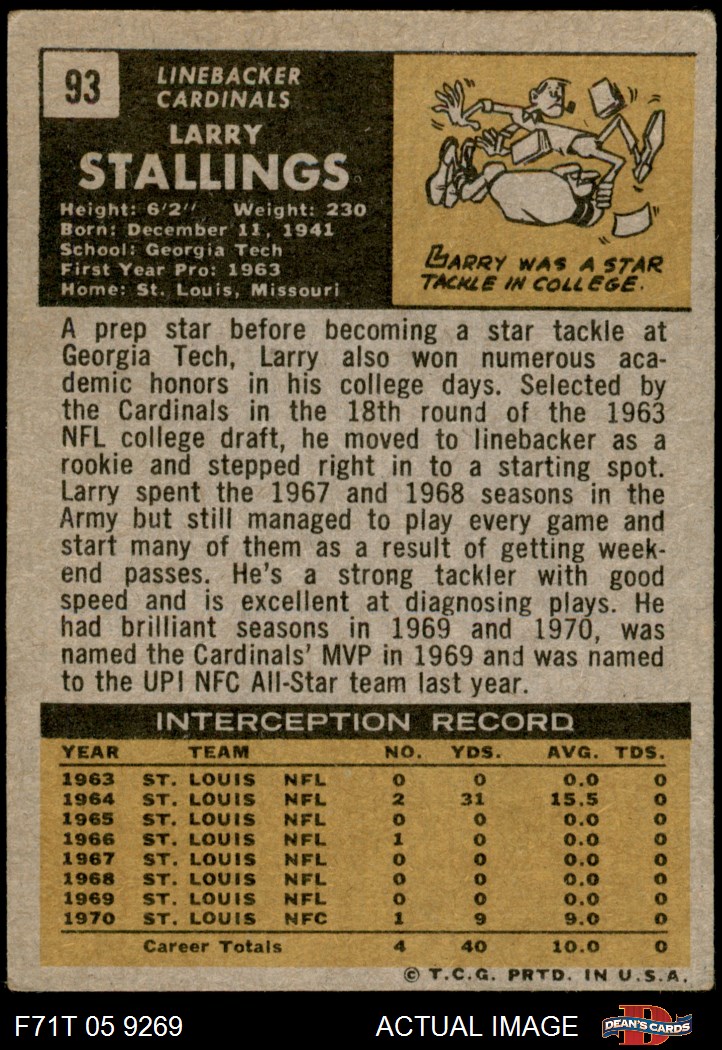 93
LINEBACKER
CARDINALS
LARRY
STALLINGS
Height: 6'2" Weight: 230
Born: December 11, 1941
School: Georgia Tech
First Year Pro: 1963
Home: St. Louis, Missouri
LARRY WAS A STAR
TACKLE IN COLLEGE.
A prep star before becoming a star tackle at
Georgia Tech, Larry also won numerous aca-
demic honors in his college days. Selected by
the Cardinals in the 18th round of the 1963
NFL college draft, he moved to linebacker as a
rookie and stepped right in to a starting spot.
Larry spent the 1967 and 1968 seasons in the
Army but still managed to play every game and
start many of them as a result of getting week-
end passes. He's a strong tackler with good
speed and is excellent at diagnosing plays. He
had brilliant seasons in 1969 and 1970, was
named the Cardinals' MVP in 1969 and was named
to the UPI NFC All-Star team last year.
INTERCEPTION RECORD
YEAR TEAM NO. YDS. AVG. TDS.
1963 ST. LOUIS NFL 0 0 0.0 0
1964 ST. LOUIS NFL 2 31 15.5 0
1965 ST. LOUIS NFL 0 0 0.0 0
1966 ST. LOUIS NFL 1 0 0.0 0
1967 ST. LOUIS NFL 0 0 0.0 0
1968 ST. LOUIS NFL 0 0 0.0 0
1969 ST. LOUIS NFL 0 0 0.0 0
1970 ST. LOUIS NFC 1 9 9.0 0
Career Totals 4 40 10.0 0
© T.C.G. PRTD. IN U.S.A.
F71T 05 9269 ACTUAL IMAGE
D
DEAN'S CARDS